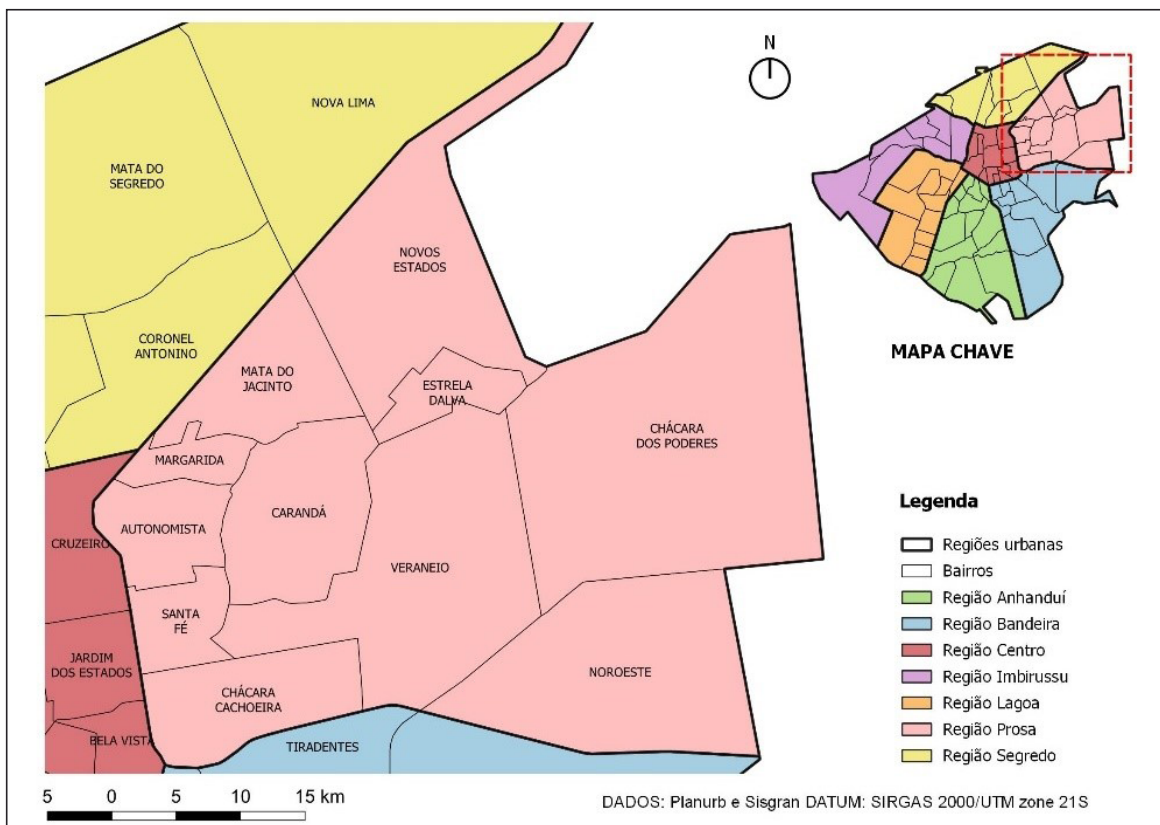 NOVA LIMA
MATA DO
SEGREDO
NOVOS
ESTADOS
CORONEL
ANTONINO
MATA DO
JACINTO
ESTRELA
DALVA
CHÁCARA
DOS PODERES
MARGARIDA
AUTONOMISTA
CARANDÁ
CRUZEIRO
VERANEIO
SANTA
FÉ
JARDIM
DOS ESTADOS
CHÁCARA
CACHOEIRA
NOROESTE
BELA VISTA
TIRADENTES
N
MAPA CHAVE
Legenda
Regiões urbanas
Bairros
Região Anhanduí
Região Bandeira
Região Centro
Região Imbirussu
Região Lagoa
Região Prosa
Região Segredo
5 0 5 10 15 km
DADOS: Planurb e Sisgran DATUM: SIRGAS 2000/UTM zone 21S